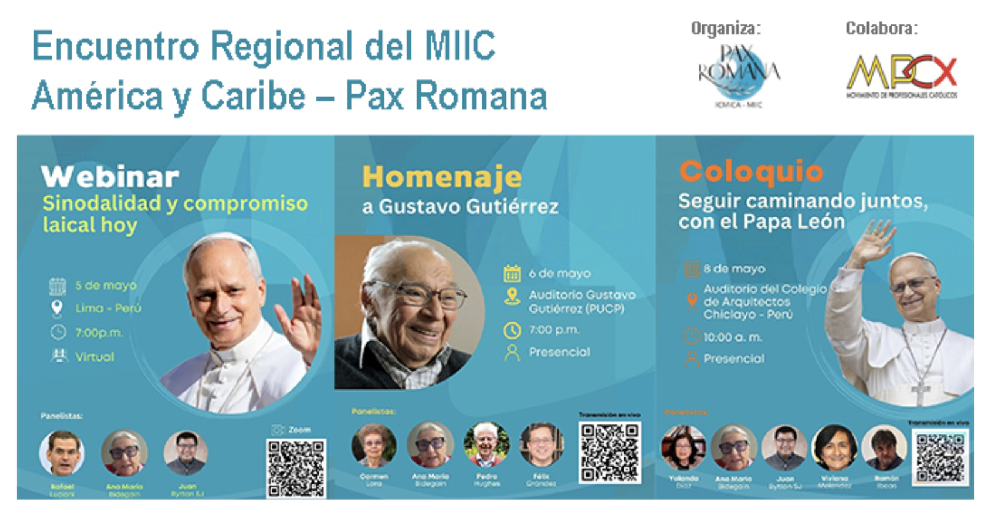 Encuentro Regional del MIIC
América y Caribe – Pax Romana
Organiza:
PAX
ROMANA
ICMICA - MIIC
Colabora:
MPCX
MOVIMIENTO DE PROFESIONALES CATÓLICOS
Webinar
Sinodalidad y compromiso
laical hoy
5 de mayo
Lima - Perú
7:00p.m.
Virtual
Panelistas:
Zoom
Rafael
Luciani
Ana María
Bidegain
Juan
Bytton SJ
Homenaje
a Gustavo Gutiérrez
6 de mayo
Auditorio Gustavo
Gutiérrez (PUCP)
7:00 p.m.
Presencial
Panelistas:
Transmisión en vivo
Carmen
Lora
Ana María
Bidegain
Pedro
Hughes
Félix
Grández
Coloquio
Seguir caminando juntos,
con el Papa León
8 de mayo
Auditorio del Colegio
de Arquitectos
Chiclayo - Perú
10:00 a. m.
Presencial
Panelistas:
Transmisión en vivo
Yolanda
Díaz
Ana María
Bidegain
Juan
Bytton SJ
Viviana
Meléndez
Ramón